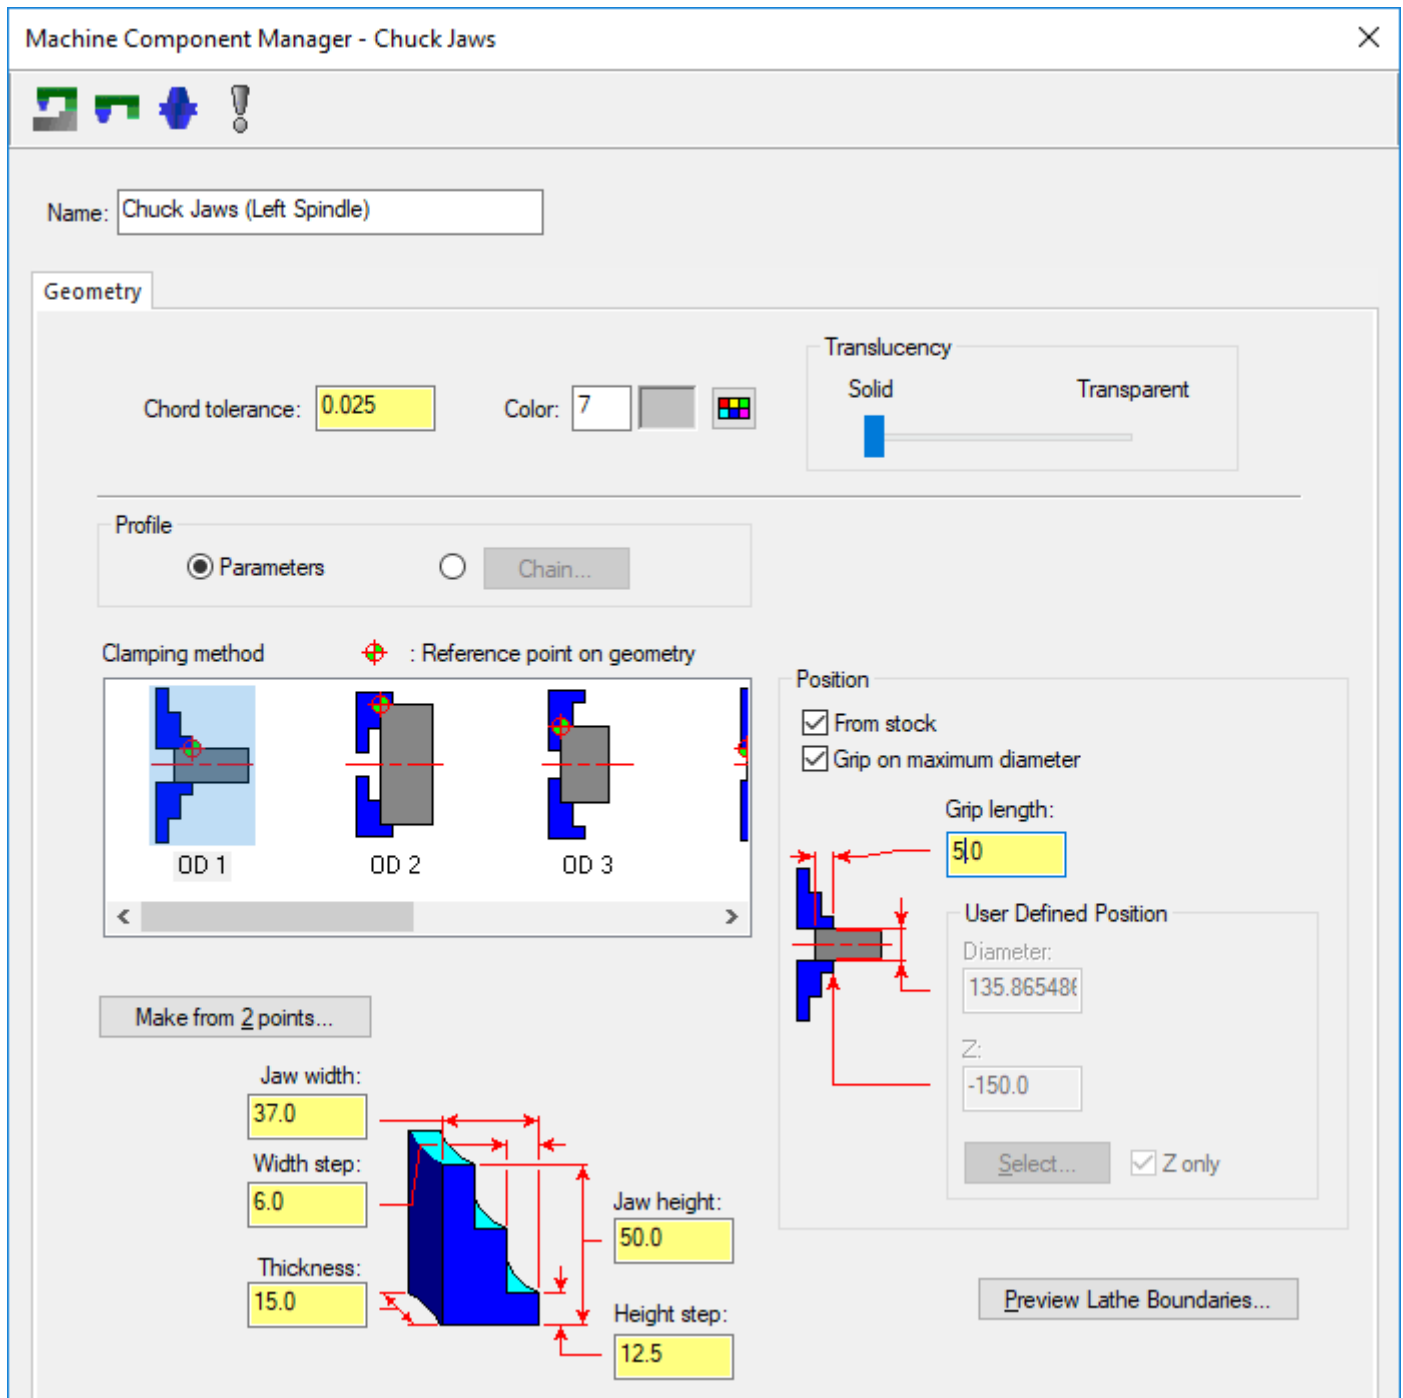 Machine Component Manager - Chuck Jaws
Name: Chuck Jaws (Left Spindle)
Geometry
Translucency
Solid Transparent
Chord tolerance: 0.025 Color: 7
Profile
Parameters Chain...
Clamping method : Reference point on geometry
OD 1 OD 2 OD 3
Position
From stock
Grip on maximum diameter
Grip length:
5.0
User Defined Position
Diameter:
135.865486
Z:
-150.0
Select... Z only
Make from 2 points...
Jaw width:
37.0
Width step:
6.0
Thickness:
15.0
Jaw height:
50.0
Height step:
12.5
Preview Lathe Boundaries...